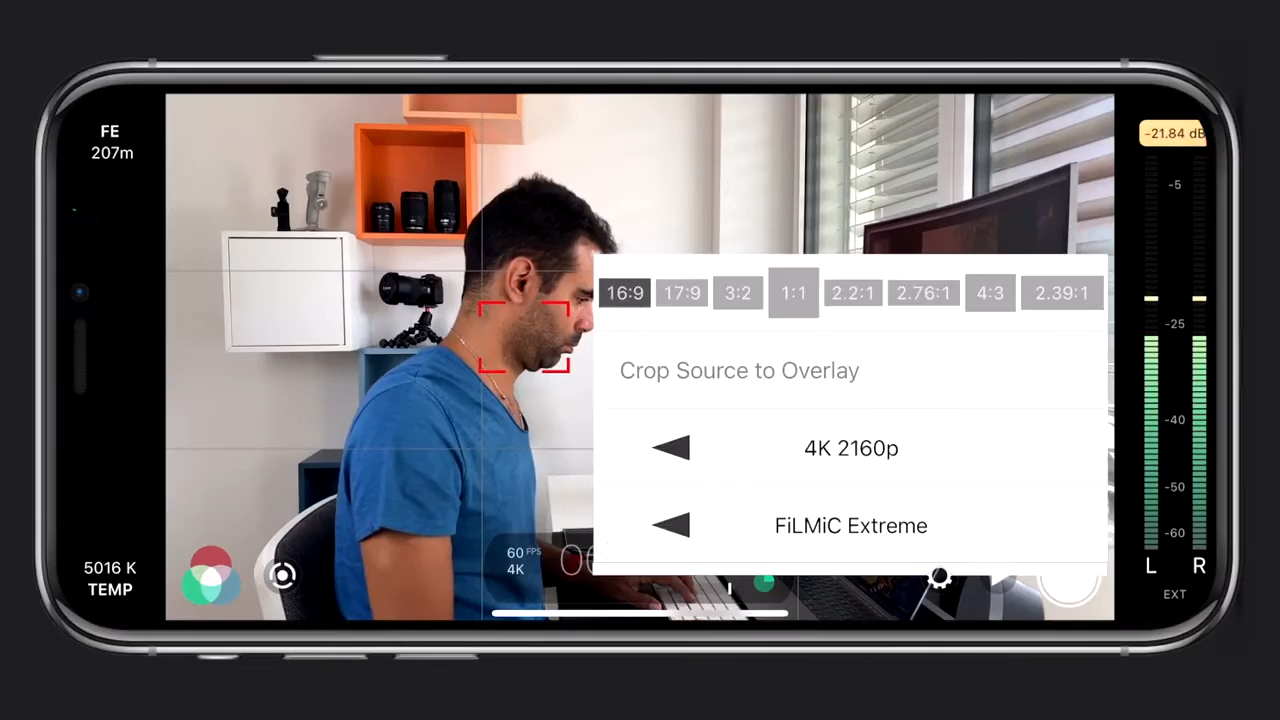 FE
207m
-21.84 dB
-5
16:9 17:9 3:2 1:1 2.2:1 2.76:1 4:3 2.39:1
-25
Crop Source to Overlay
-40
4K 2160p
-50
FiLMiC Extreme
-60
60 FPS
4K
5016 K
TEMP
L R
EXT